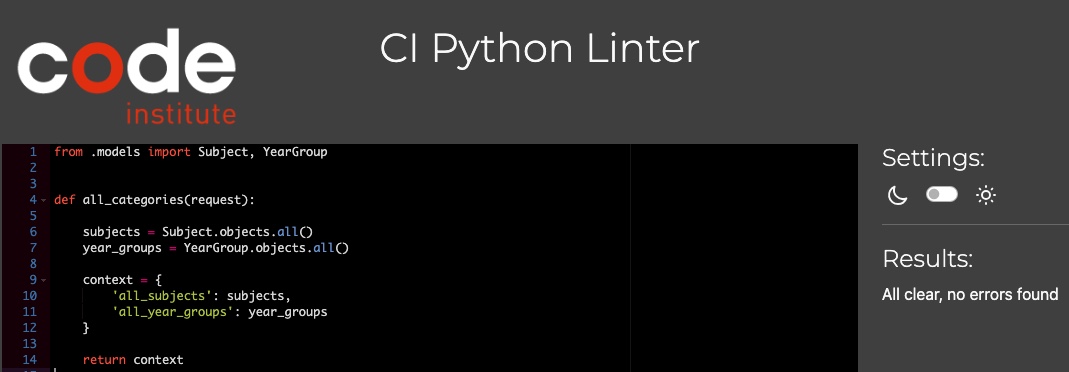 code
institute
CI Python Linter
1 from .models import Subject, YearGroup
2
3
4 def all_categories(request):
5
6     subjects = Subject.objects.all()
7     year_groups = YearGroup.objects.all()
8
9     context = {
10         'all_subjects': subjects,
11         'all_year_groups': year_groups
12     }
13
14     return context
Settings:
Results:
All clear, no errors found